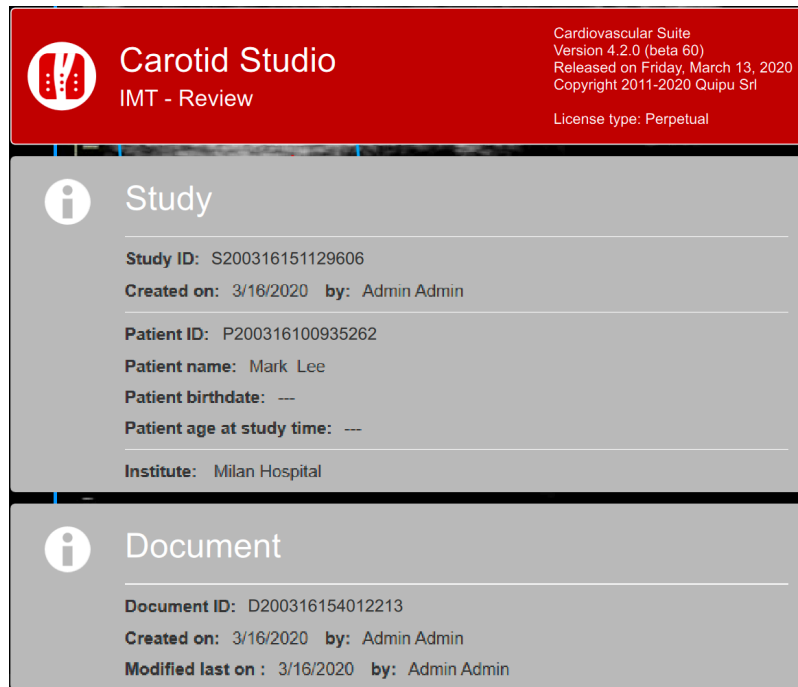 Carotid Studio
IMT - Review
Cardiovascular Suite
Version 4.2.0 (beta 60)
Released on Friday, March 13, 2020
Copyright 2011-2020 Quipu Srl
License type: Perpetual
Study
Study ID: S200316151129606
Created on: 3/16/2020 by: Admin Admin
Patient ID: P200316100935262
Patient name: Mark Lee
Patient birthdate: ---
Patient age at study time: ---
Institute: Milan Hospital
Document
Document ID: D200316154012213
Created on: 3/16/2020 by: Admin Admin
Modified last on : 3/16/2020 by: Admin Admin